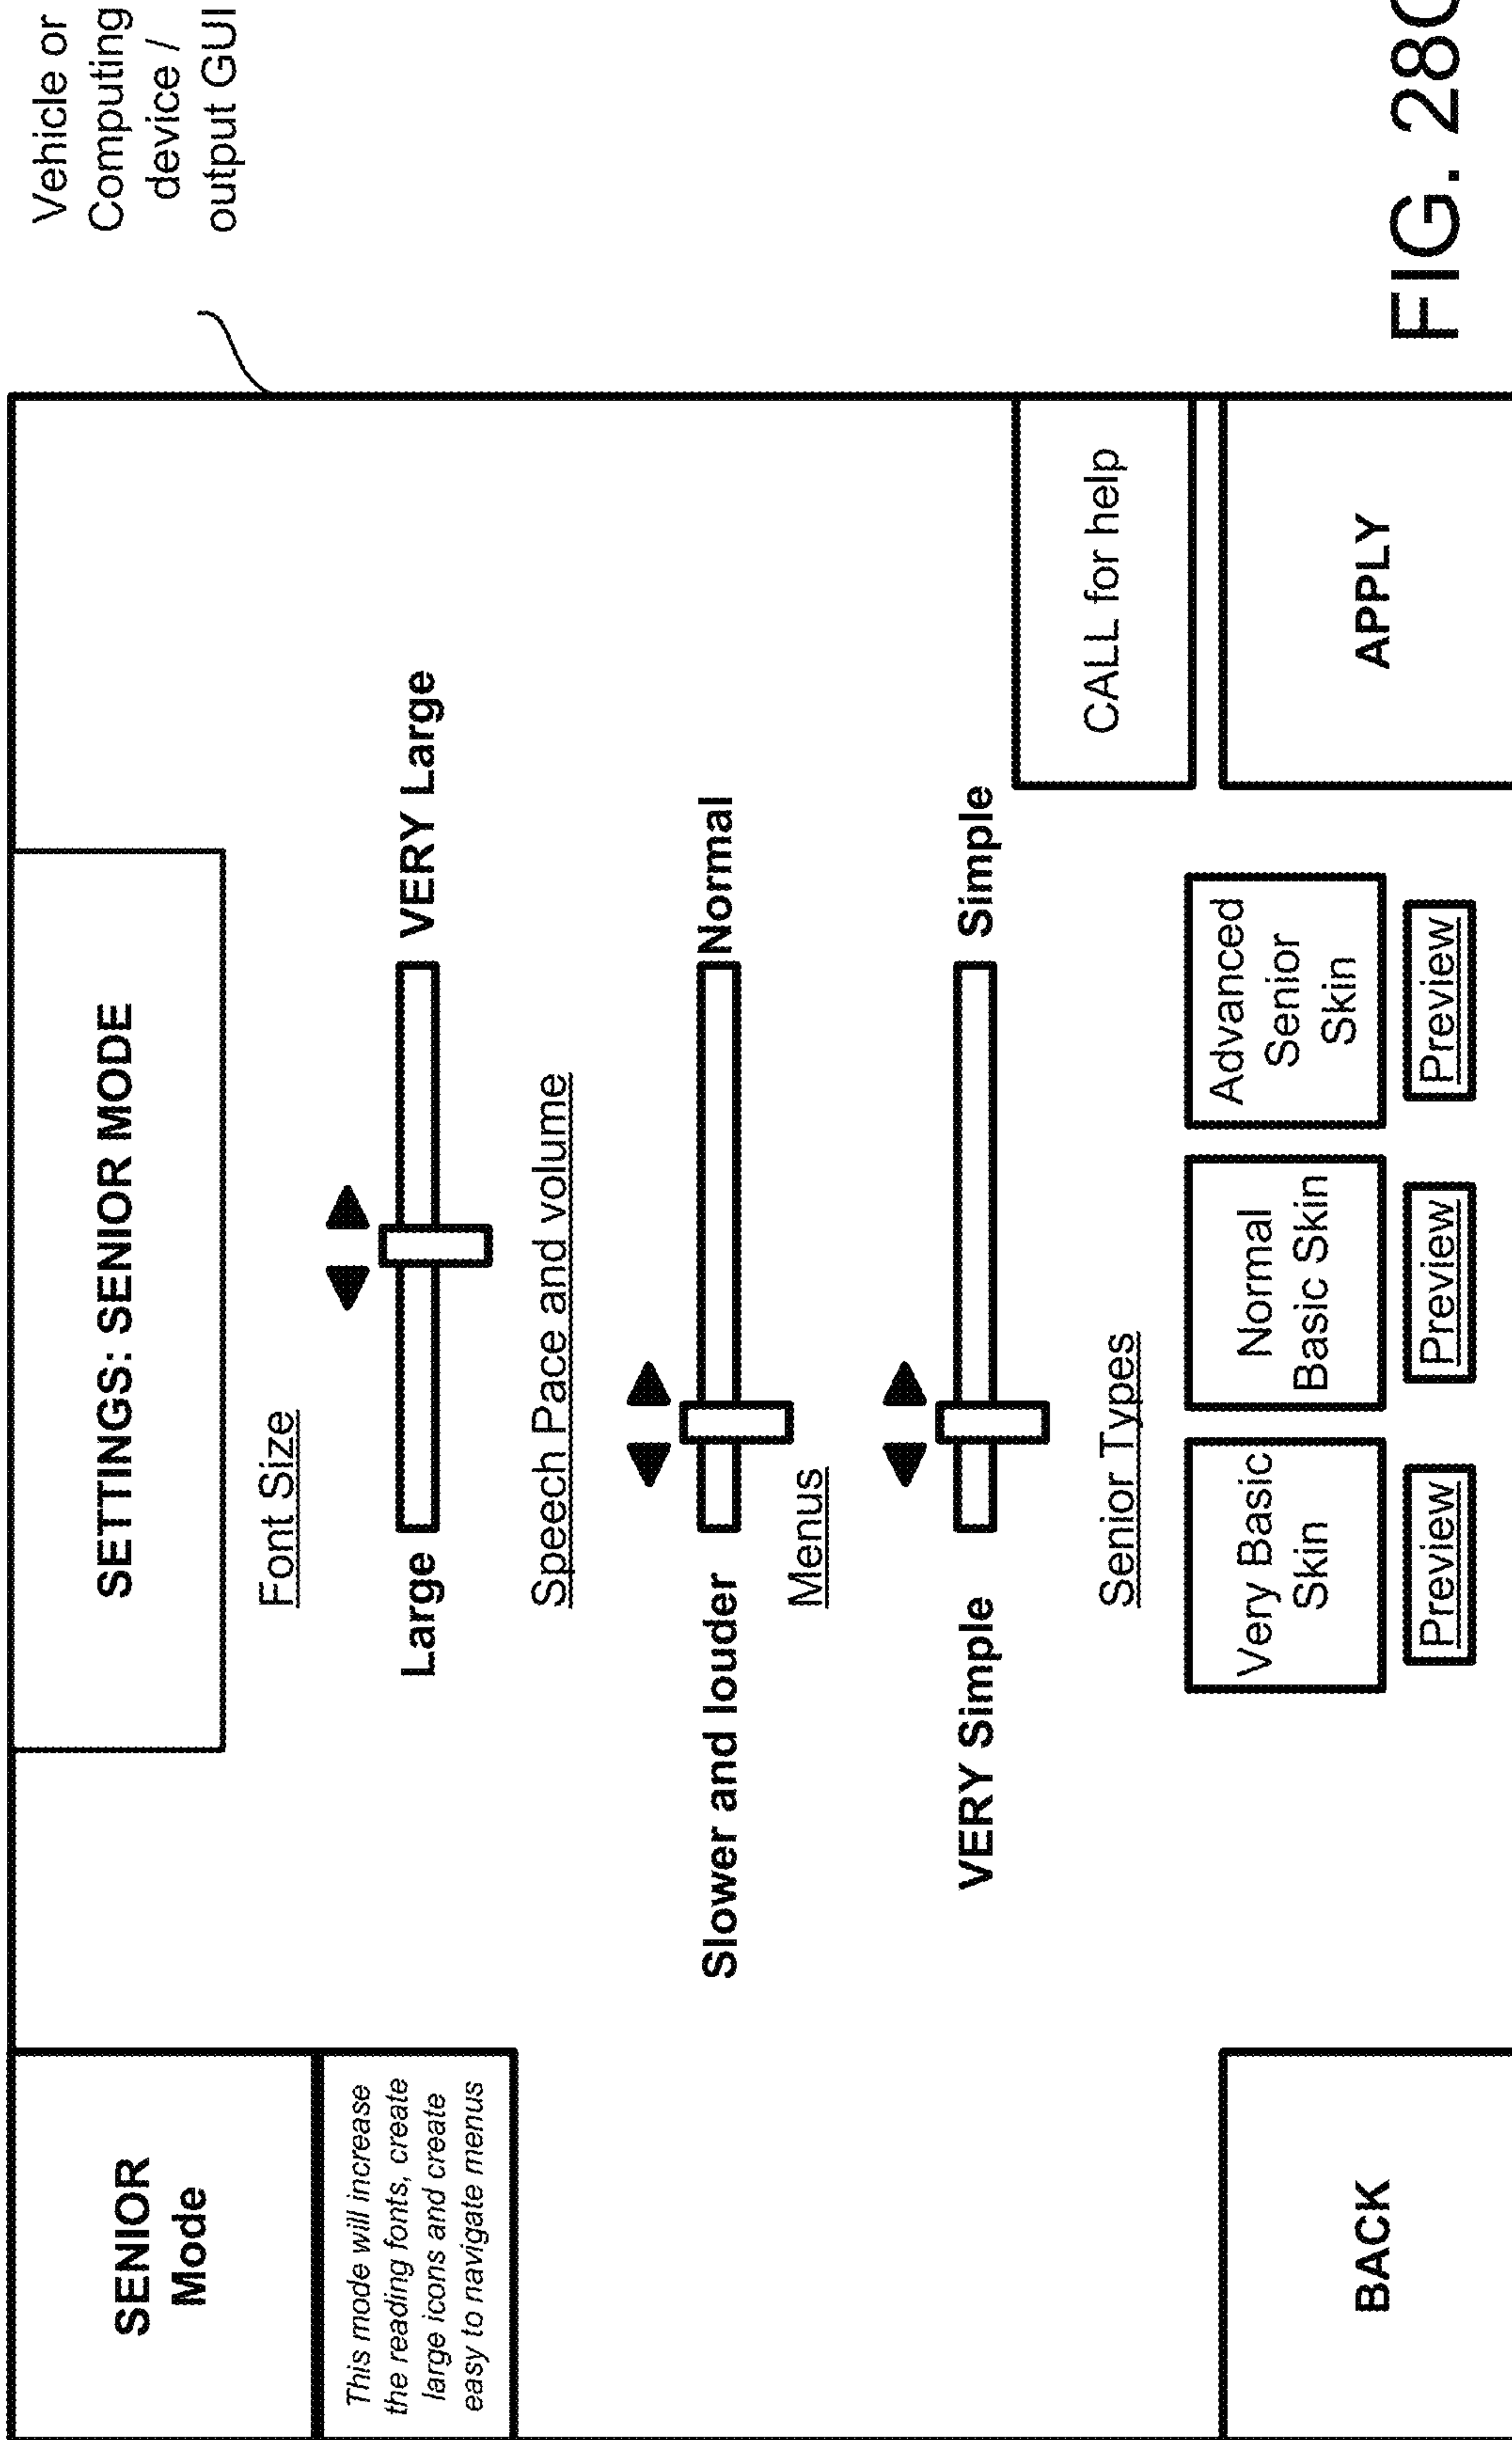 SENIOR
Mode
This mode will increase
the reading fonts, create
large icons and create
easy to navigate menus
SETTINGS: SENIOR MODE
Vehicle or
Computing
device /
output GUI
Font Size
Large
VERY Large
Speech Pace and volume
Slower and louder
Normal
Menus
VERY Simple
Simple
Senior Types
Very Basic
Skin
Normal
Basic Skin
Advanced
Senior
Skin
Preview
Preview
Preview
CALL for help
BACK
APPLY
FIG.